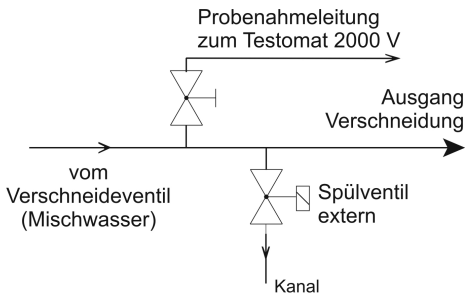 Probenahmeleitung
zum Testomat 2000 V
Ausgang
Verschneidung
vom
Verschneideventil
(Mischwasser)
Spülventil
extern
Kanal